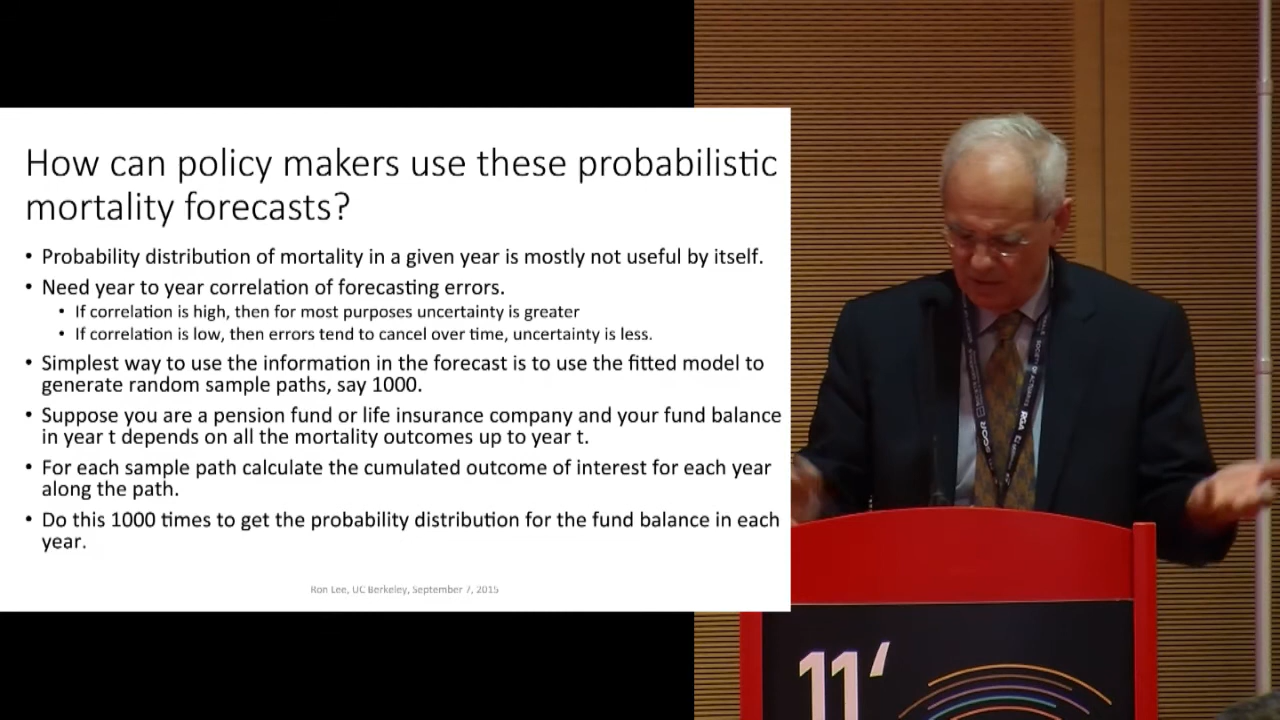 How can policy makers use these probabilistic
mortality forecasts?
• Probability distribution of mortality in a given year is mostly not useful by itself.
• Need year to year correlation of forecasting errors.
• If correlation is high, then for most purposes uncertainty is greater
• If correlation is low, then errors tend to cancel over time, uncertainty is less.
• Simplest way to use the information in the forecast is to use the fitted model to
generate random sample paths, say 1000.
• Suppose you are a pension fund or life insurance company and your fund balance
in year t depends on all the mortality outcomes up to year t.
• For each sample path calculate the cumulated outcome of interest for each year
along the path.
• Do this 1000 times to get the probability distribution for the fund balance in each
year.
Ron Lee, UC Berkeley, September 7, 2015
RGA
SCOR
11‘